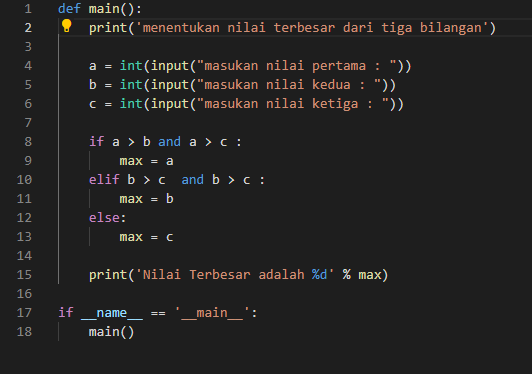 1 def main():
2 print('menentukan nilai terbesar dari tiga bilangan')
3
4 a = int(input("masukan nilai pertama : "))
5 b = int(input("masukan nilai kedua : "))
6 c = int(input("masukan nilai ketiga : "))
7
8 if a > b and a > c :
9 max = a
10 elif b > c  and b > c :
11 max = b
12 else:
13 max = c
14
15 print('Nilai Terbesar adalah %d' % max)
16
17 if __name__ == '__main__':
18 main()